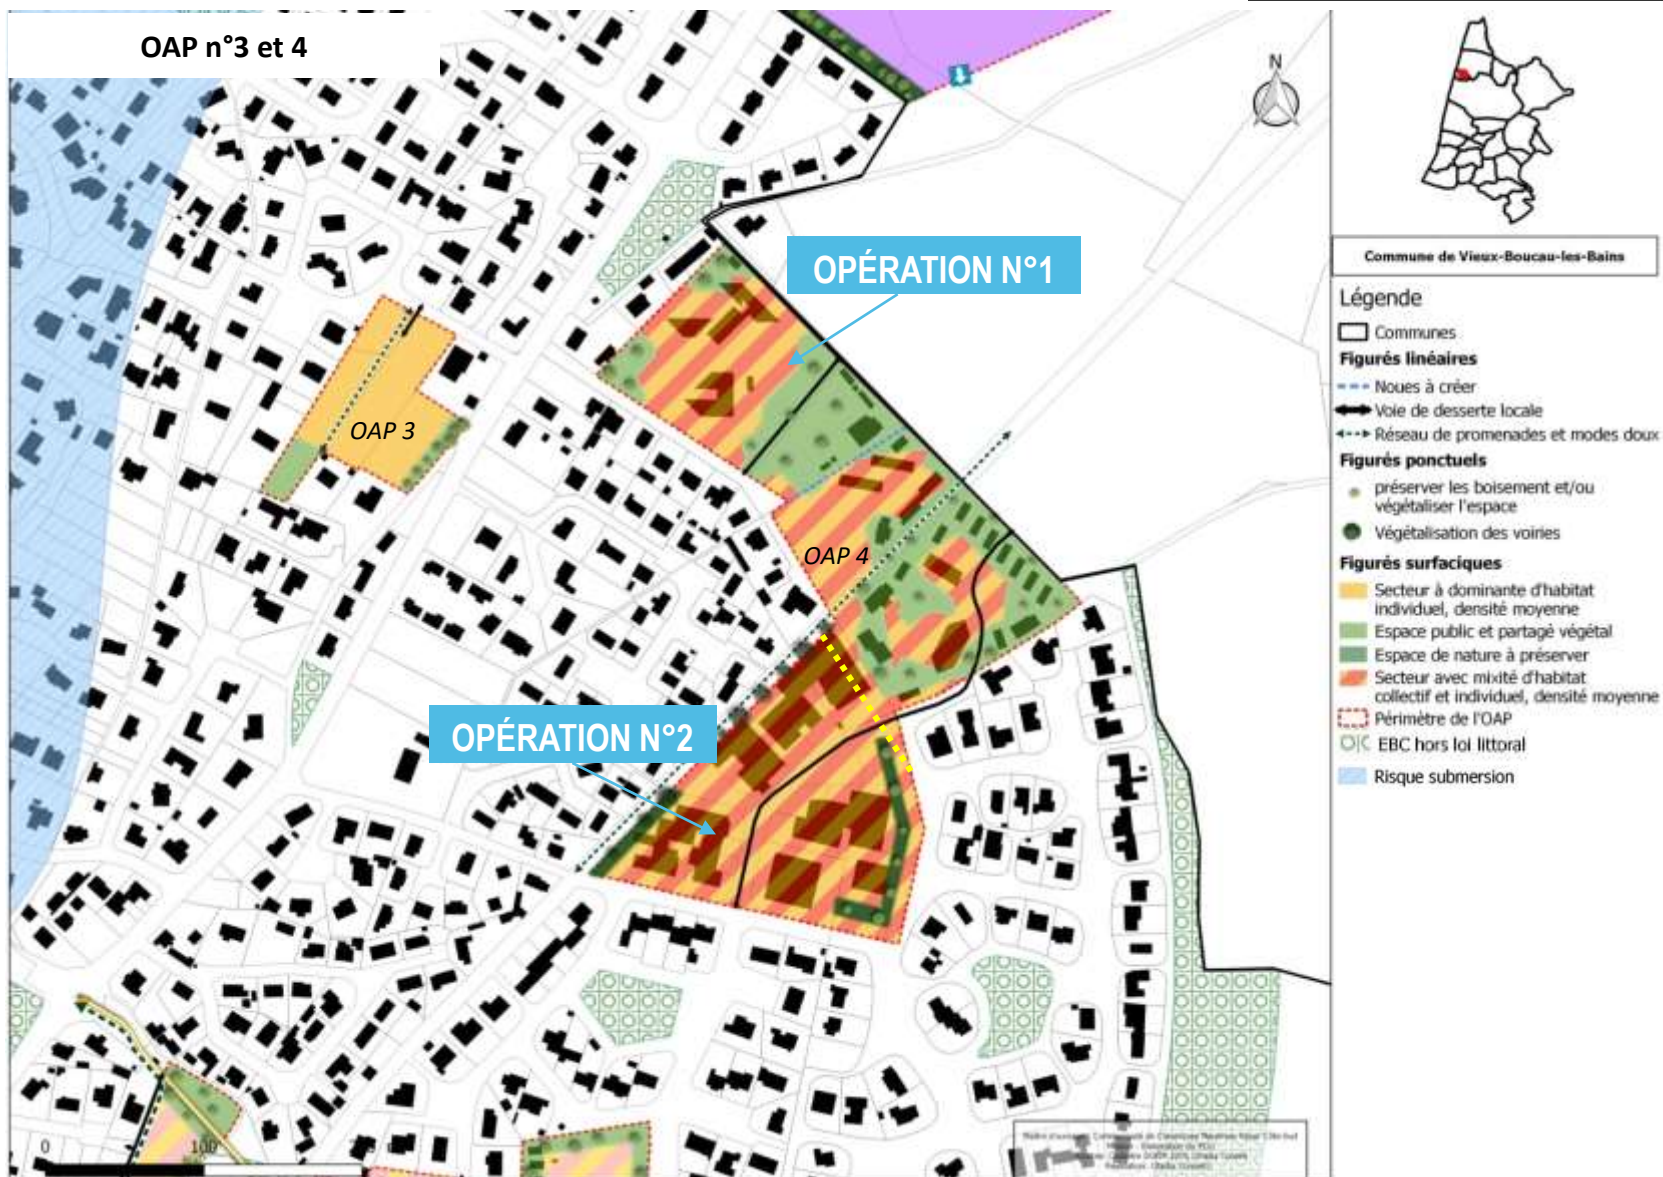 OAP n°3 et 4
N
OPÉRATION N°1
OAP 3
OAP 4
OPÉRATION N°2
0
100
Commune de Vieux-Boucau-les-Bains
Légende
Communes
Figurés linéaires
Noues à créer
Voie de desserte locale
Réseau de promenades et modes doux
Figurés ponctuels
préserver les boisement et/ou
végétaliser l'espace
Végétalisation des voiries
Figurés surfaciques
Secteur à dominante d'habitat
individuel, densité moyenne
Espace public et partagé végétal
Espace de nature à préserver
Secteur avec mixité d'habitat
collectif et individuel, densité moyenne
Périmètre de l'OAP
EBC hors loi littoral
Risque submersion